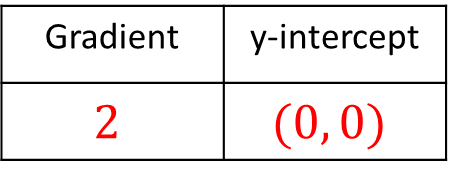 Gradient y-intercept
2 (0, 0)